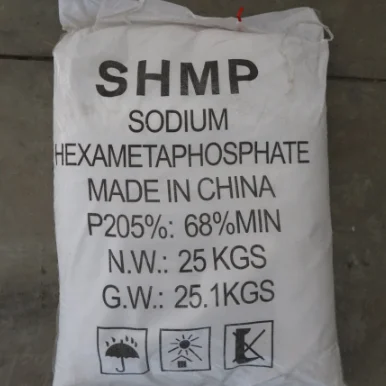 SHMP
SODIUM
HEXAMETAPHOSPHATE
MADE IN CHINA
P205%: 68%MIN
N.W.: 25 KGS
G.W.: 25.1KGS